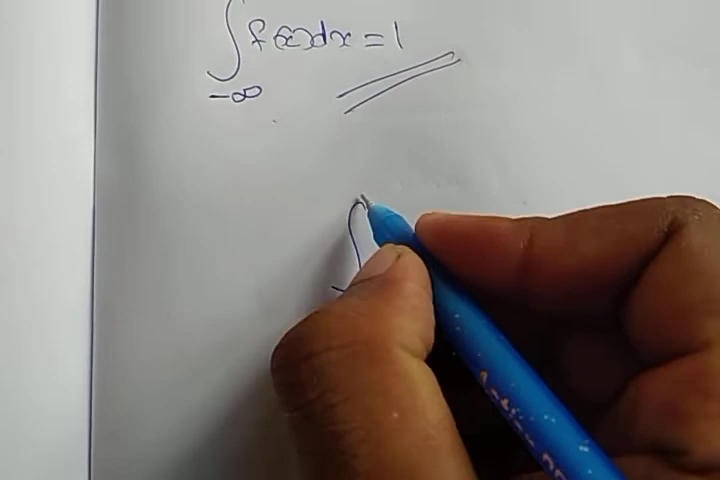 ∫ f(x)dx = 1
-∞